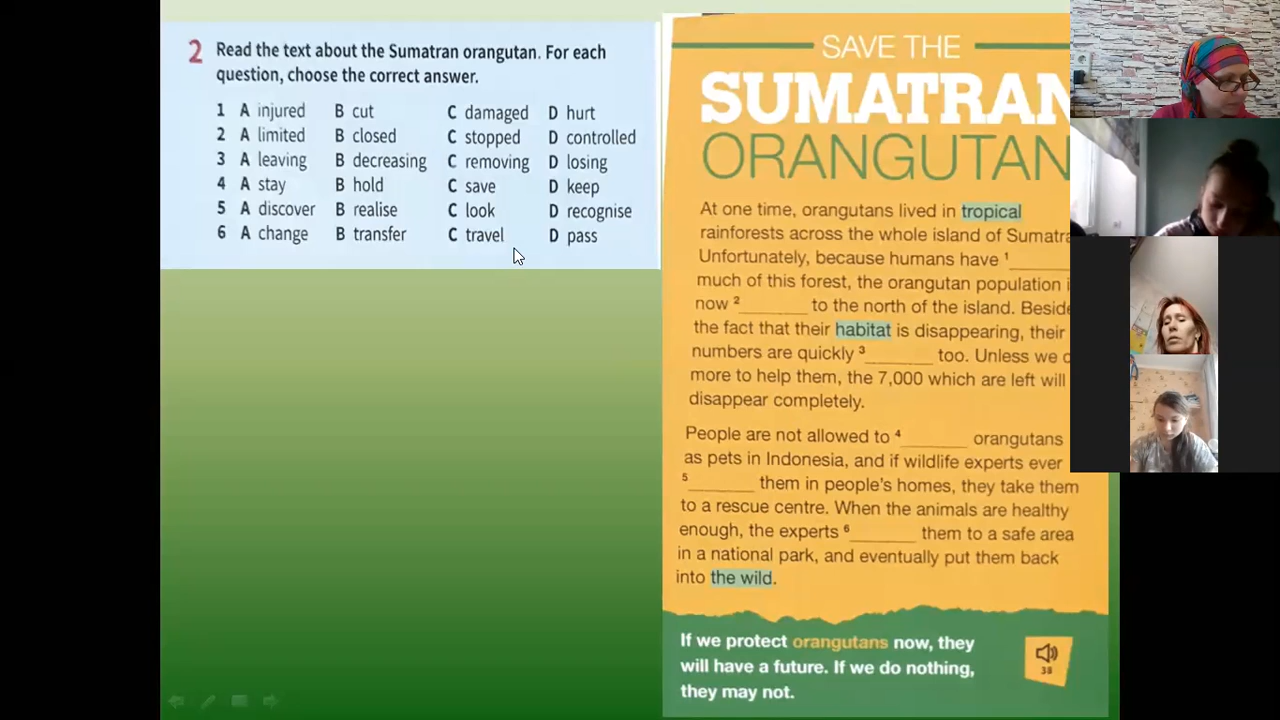 2 Read the text about the Sumatran orangutan. For each
question, choose the correct answer.
1 A injured B cut C damaged D hurt
2 A limited B closed C stopped D controlled
3 A leaving B decreasing C removing D losing
4 A stay B hold C save D keep
5 A discover B realise C look D recognise
6 A change B transfer C travel D pass
SAVE THE
SUMATRAN
ORANGUTAN
At one time, orangutans lived in tropical
rainforests across the whole island of
Unfortunately, because humans have ¹______
much of this forest, the orangutan population
now ²______ to the north of the island.
the fact that their habitat is disappearing, their
numbers are quickly ³______ too. Unless we
more to help them, the 7,000 which are left will
disappear completely.
People are not allowed to ⁴______ orangutans
as pets in Indonesia, and if wildlife experts ever
⁵______ them in people's homes, they take them
to a rescue centre. When the animals are healthy
enough, the experts ⁶______ them to a safe area
in a national park, and eventually put them back
into the wild.
If we protect orangutans now, they
will have a future. If we do nothing,
they may not.
38